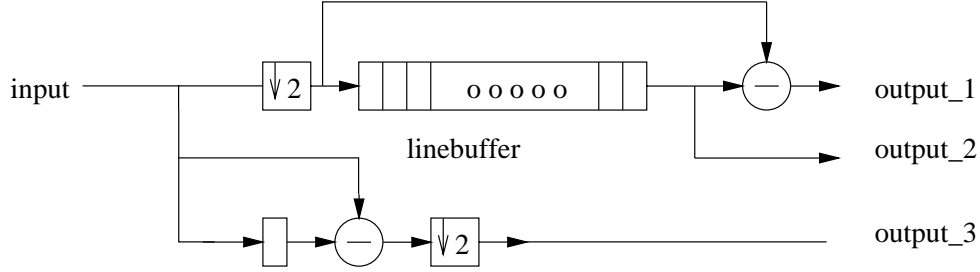 input
2
o o o o o
output_1
linebuffer
output_2
2
output_3